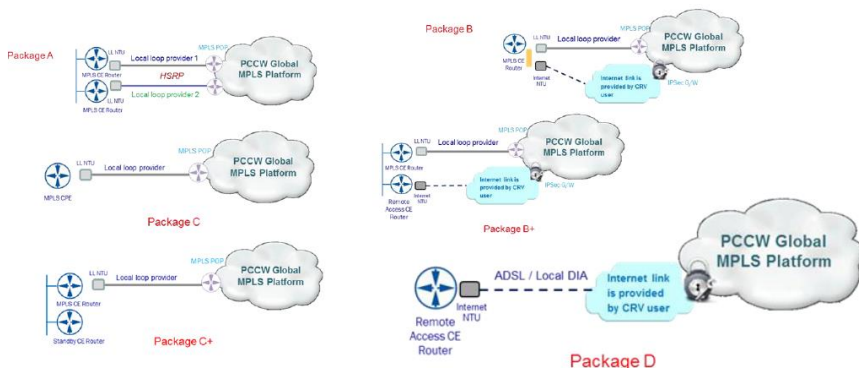 Package A
LL NTU
MPLS POP
Local loop provider 1
MPLS CE Router
HSRP
LL NTU
Local loop provider 2
MPLS CE Router
PCCW Global
MPLS Platform
Package B
LL NTU
MPLS POP
Local loop provider
MPLS CE
Router
Internet
NTU
Internet link is
provided by CRV
user
IPSec G/W
PCCW Global
MPLS Platform
LL NTU
MPLS POP
Local loop provider
MPLS CPE
PCCW Global
MPLS Platform
Package C
LL NTU
MPLS POP
Local loop provider
MPLS CE Router
Remote
Access CE
Router
Internet
NTU
Internet link is
provided by CRV
user
IPSec G/W
PCCW Global
MPLS Platform
Package B+
LL NTU
MPLS POP
Local loop provider
MPLS CE Router
Standby CE Router
PCCW Global
MPLS Platform
Package C+
ADSL / Local DIA
Internet
NTU
Remote
Access CE
Router
Internet link
is provided
by CRV user
PCCW Global
MPLS Platform
Package D